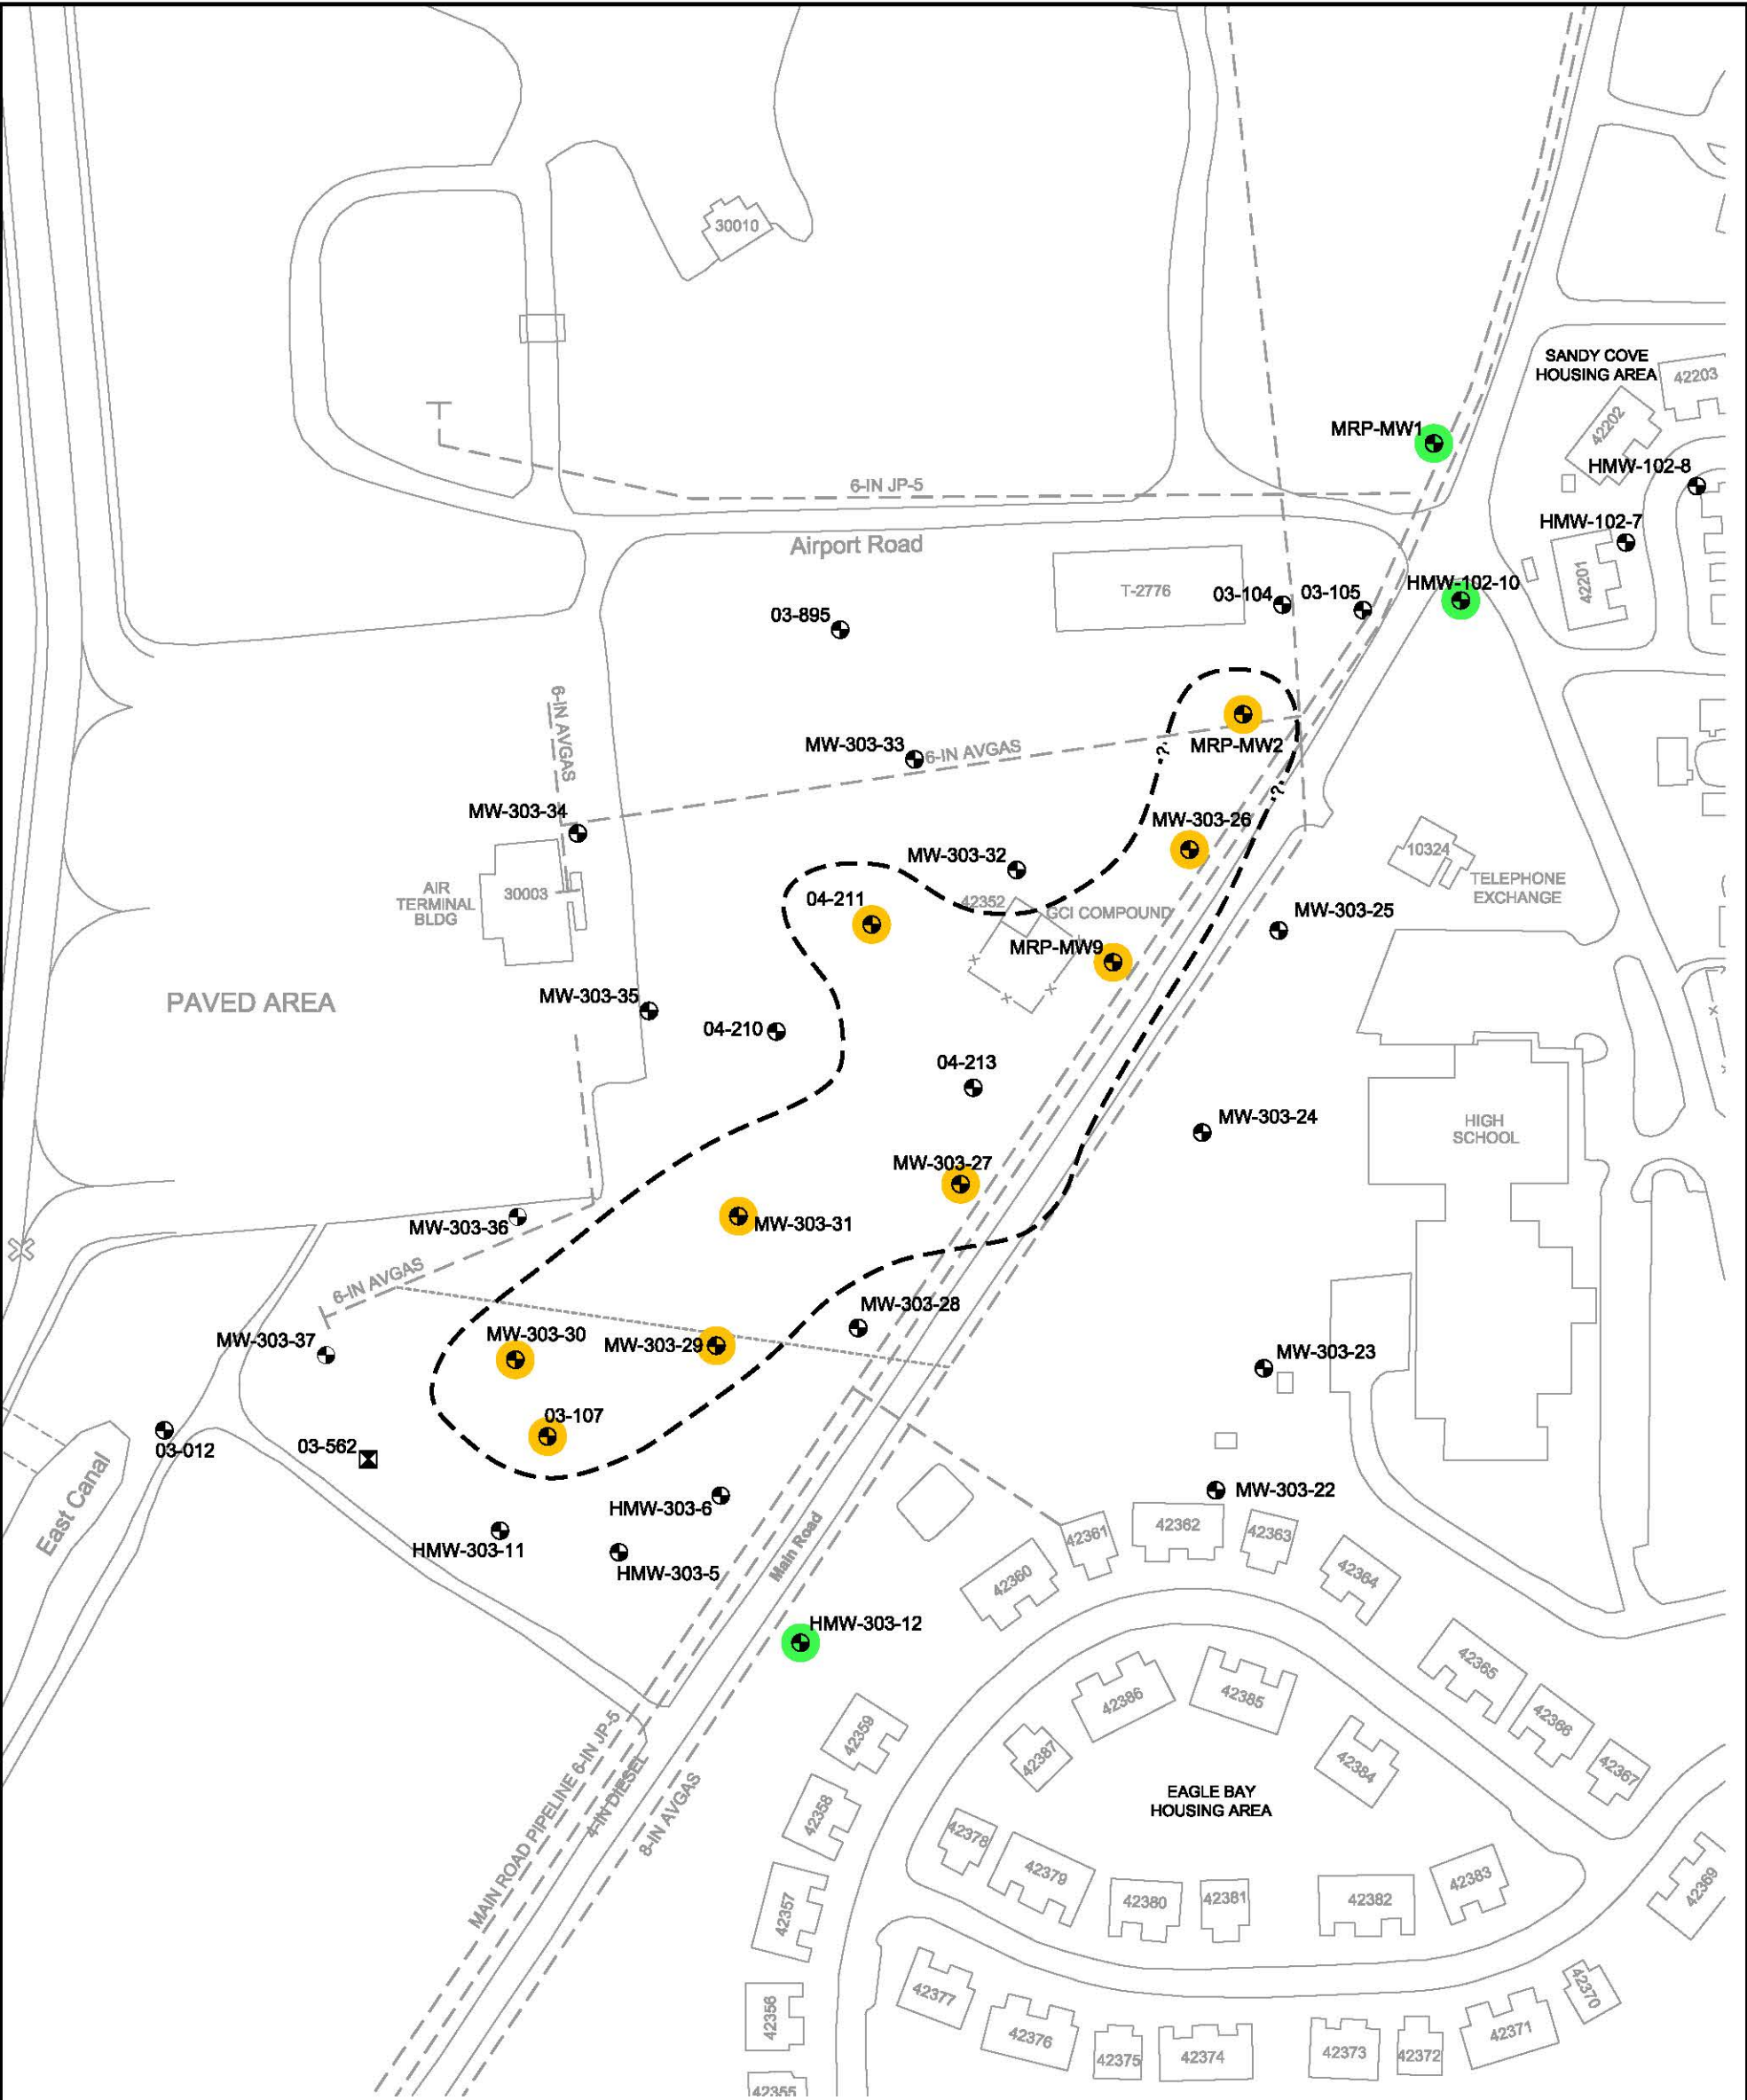 30010
SANDY COVE
HOUSING AREA
42203
42202
MRP-MW1
HMW-102-8
6-IN JP-5
HMW-102-7
Airport Road
42201
T-2776
03-104
03-105
HMW-102-10
03-895
6-IN AVGAS
MW-303-33
6-IN AVGAS
MRP-MW2
-?-
-?-
MW-303-34
MW-303-26
10324
MW-303-32
TELEPHONE
EXCHANGE
AIR
TERMINAL
BLDG
30003
04-211
42352
GCI COMPOUND
MW-303-25
MRP-MW9
PAVED AREA
MW-303-35
04-210
04-213
MW-303-24
HIGH
SCHOOL
MW-303-27
MW-303-36
MW-303-31
6-IN AVGAS
MW-303-28
MW-303-37
MW-303-30
MW-303-29
MW-303-23
03-107
03-012
03-562
East Canal
HMW-303-6
MW-303-22
HMW-303-11
HMW-303-5
Main Road
42361
42362
42363
42360
42364
HMW-303-12
42365
42386
42385
42366
42359
42387
42384
42367
MAIN ROAD PIPELINE 6-IN JP-5
4-IN DIESEL
8-IN AVGAS
EAGLE BAY
HOUSING AREA
42358
42378
42379
42380
42381
42382
42383
42369
42357
42377
42370
42356
42376
42375
42374
42373
42372
42371
42355